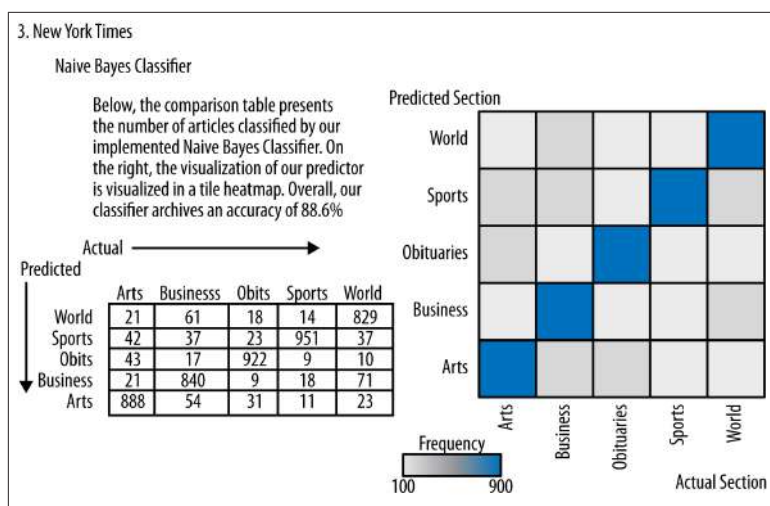 3. New York Times
Naive Bayes Classifier
Below, the comparison table presents
the number of articles classified by our
implemented Naive Bayes Classifier. On
the right, the visualization of our predictor
is visualized in a tile heatmap. Overall, our
classifier archives an accuracy of 88.6%
Actual
Predicted
Arts Businesss Obits Sports World
World 21 61 18 14 829
Sports 42 37 23 951 37
Obits 43 17 922 9 10
Business 21 840 9 18 71
Arts 888 54 31 11 23
Predicted Section
World
Sports
Obituaries
Business
Arts
Arts
Business
Obituaries
Sports
World
Frequency
100 900
Actual Section